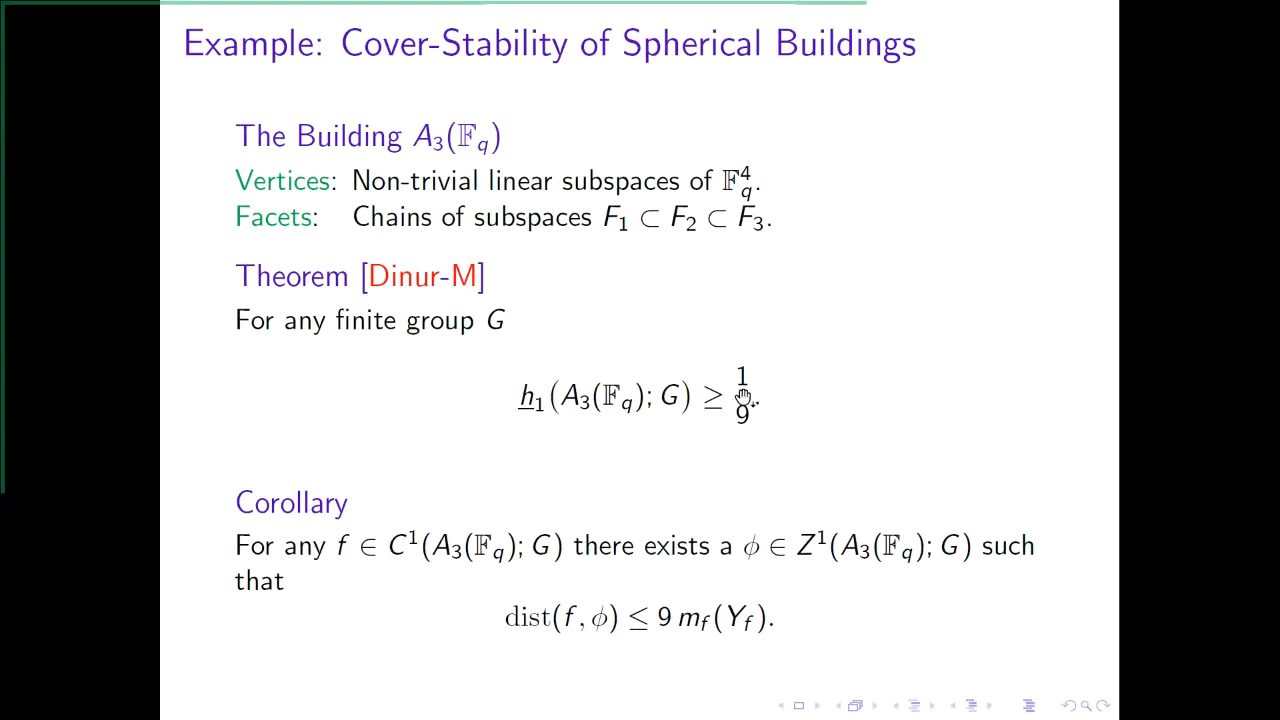 Example: Cover-Stability of Spherical Buildings
The Building A₃(𝔽_q)
Vertices: Non-trivial linear subspaces of 𝔽_q⁴.
Facets: Chains of subspaces F₁ ⊂ F₂ ⊂ F₃.
Theorem [Dinur-M]
For any finite group G
h̲₁(A₃(𝔽_q); G) ≥ 1/9.
Corollary
For any f ∈ C¹(A₃(𝔽_q); G) there exists a ϕ ∈ Z¹(A₃(𝔽_q); G) such
that
dist(f, ϕ) ≤ 9 m_f(Y_f).